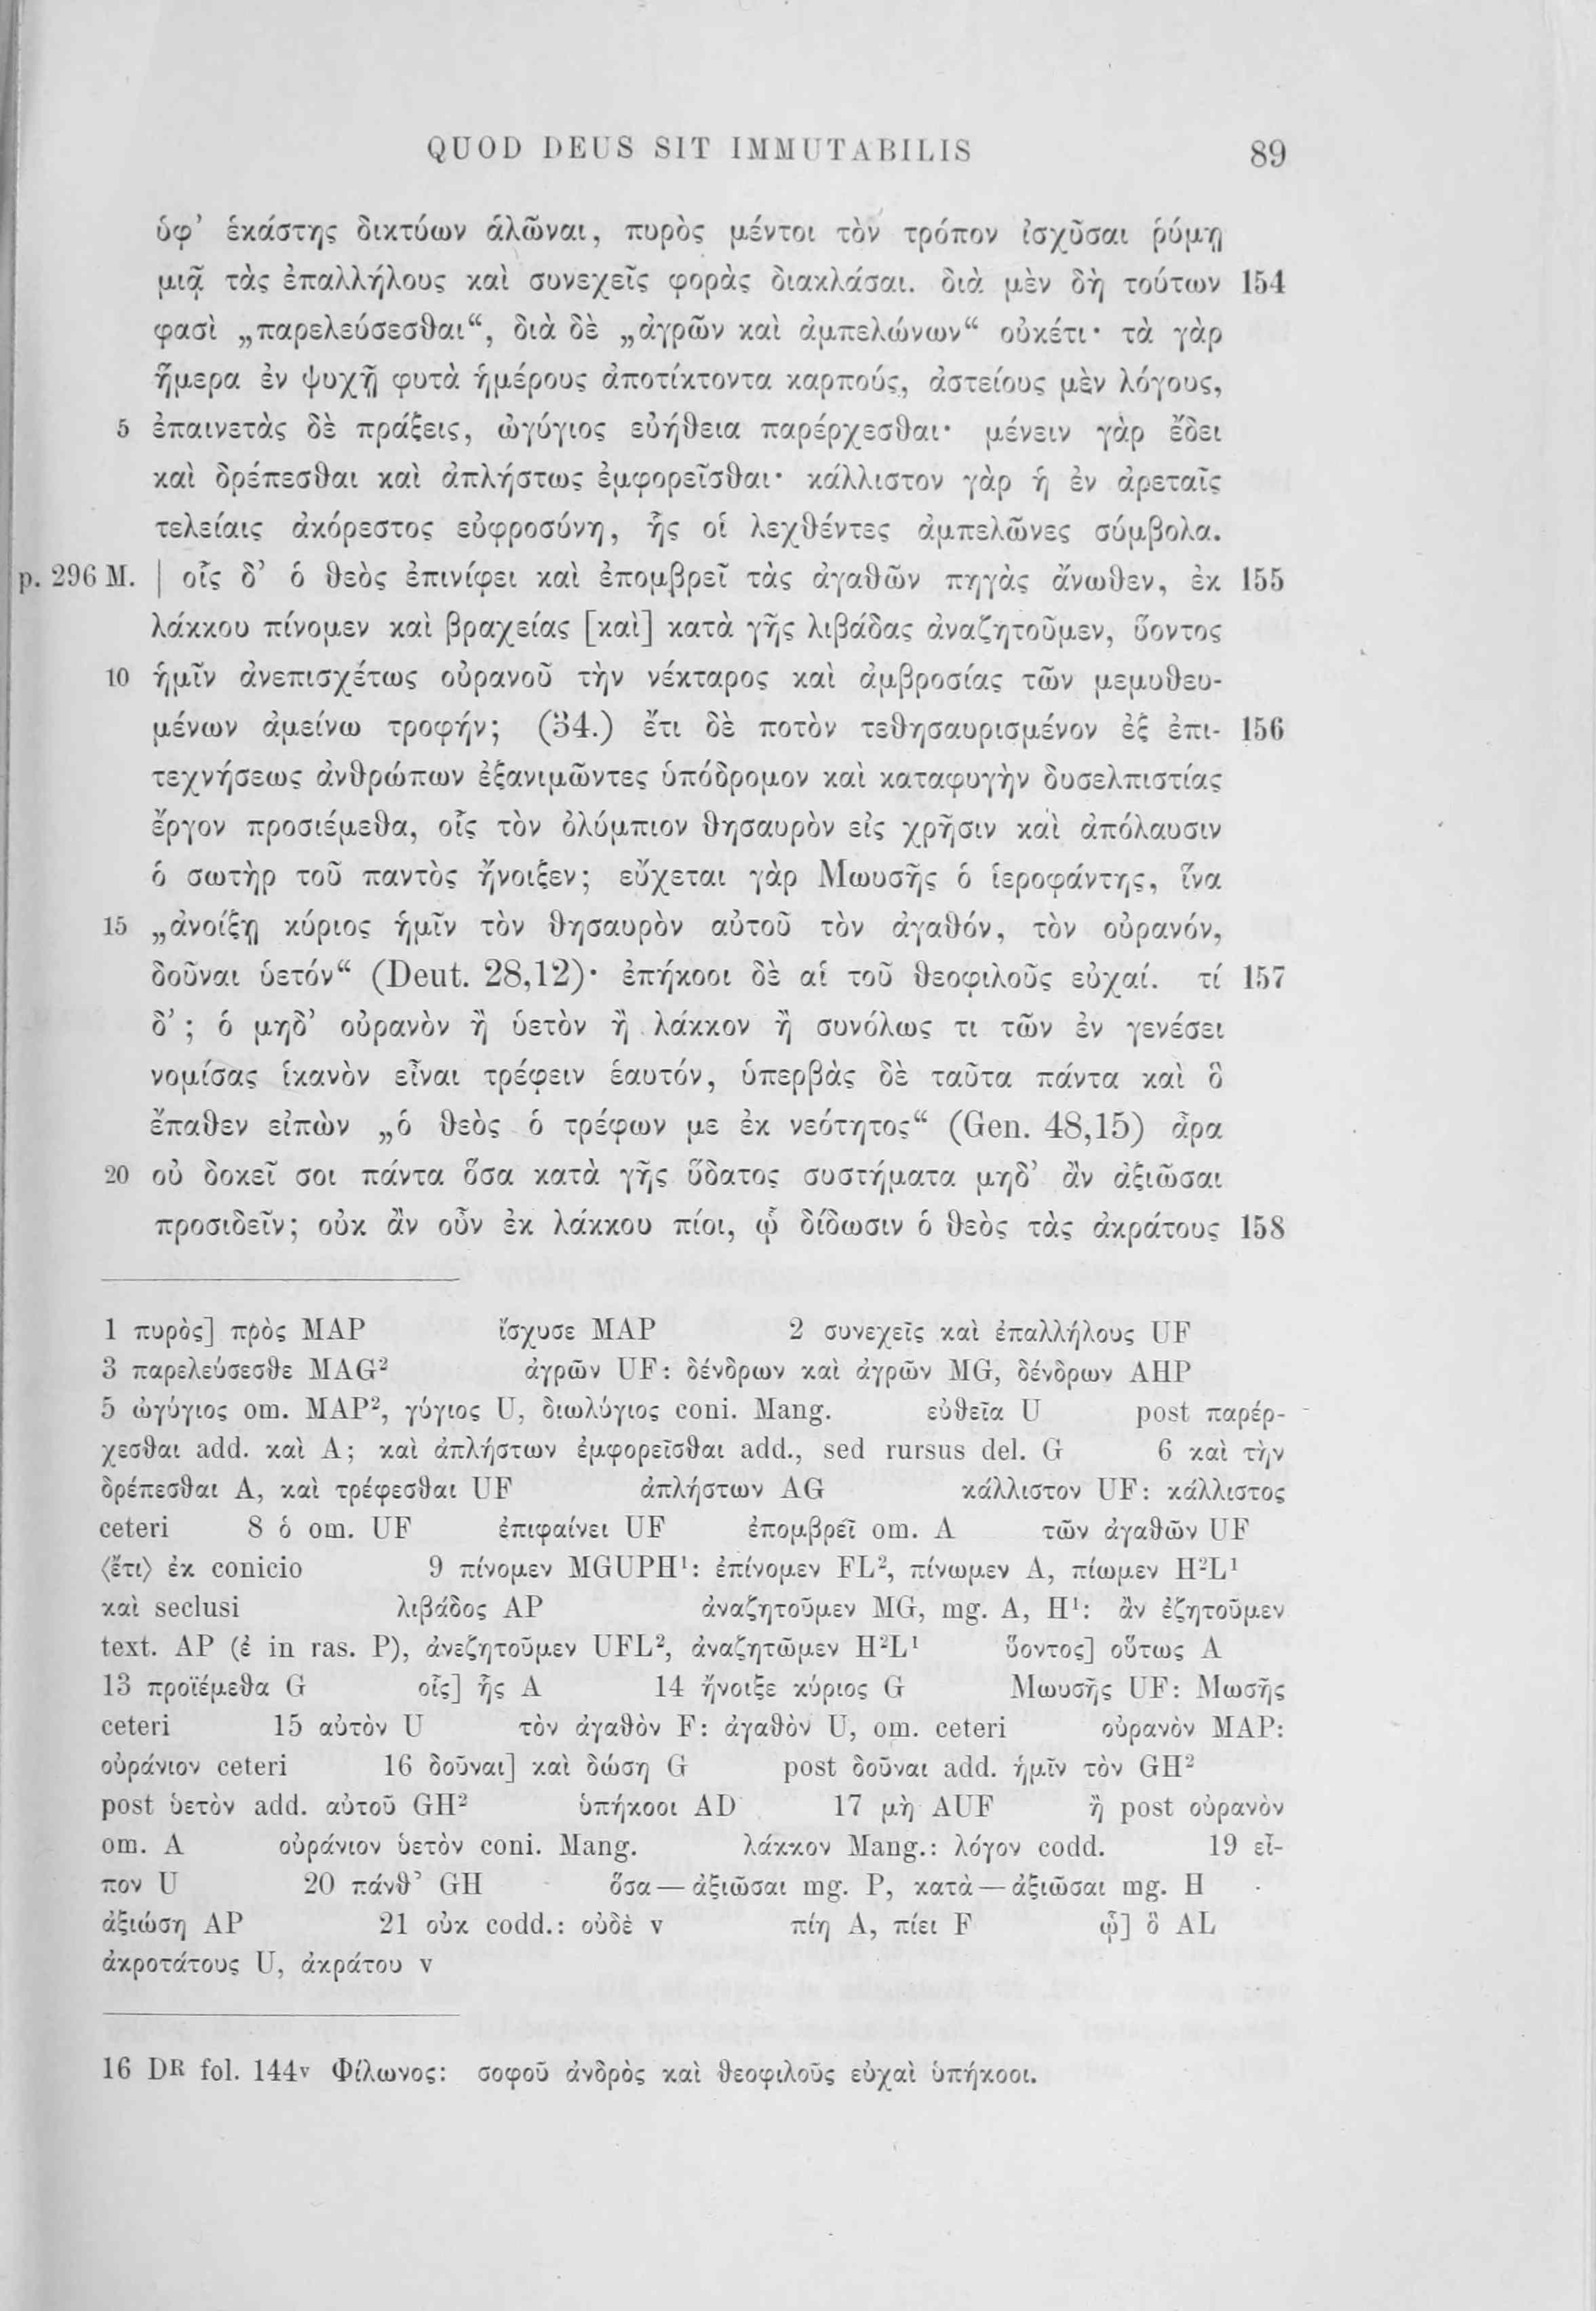 QUOD DEUS SIT IMMUTABILIS 89
ὑφ’ ἑκάστης δικτύων ἁλῶναι, πυρὸς μέντοι τὸν τρόπον ἰσχῦσαι ῥύμῃ
μιᾷ τὰς ἐπαλλήλους καὶ συνεχεῖς φορὰς διακλάσαι. διὰ μὲν δὴ τούτων 154
φασὶ „παρελεύσεσθαι“, διὰ δὲ „ἀγρῶν καὶ ἀμπελώνων“ οὐκέτι· τὰ γὰρ
ἥμερα ἐν ψυχῇ φυτὰ ἡμέρους ἀποτίκτοντα καρπούς, ἀστείους μὲν λόγους,
5 ἐπαινετὰς δὲ πράξεις, ὠγύγιος εὐήθεια παρέρχεσθαι· μένειν γὰρ ἔδει
καὶ δρέπεσθαι καὶ ἀπλήστως ἐμφορεῖσθαι· κάλλιστον γὰρ ἡ ἐν ἀρεταῖς
τελείαις ἀκόρεστος εὐφροσύνη, ἧς οἱ λεχθέντες ἀμπελῶνες σύμβολα.
p. 296 M. | οἷς δ’ ὁ θεὸς ἐπινίφει καὶ ἐπομβρεῖ τὰς ἀγαθῶν πηγὰς ἄνωθεν, ἐκ 155
λάκκου πίνομεν καὶ βραχείας [καὶ] κατὰ γῆς λιβάδας ἀναζητοῦμεν, ὕοντος
10 ἡμῖν ἀνεπισχέτως οὐρανοῦ τὴν νέκταρος καὶ ἀμβροσίας τῶν μεμυθευ-
μένων ἀμείνω τροφήν; (34.) ἔτι δὲ ποτὸν τεθησαυρισμένον ἐξ ἐπι- 156
τεχνήσεως ἀνθρώπων ἐξανιμῶντες ὑπόδρομον καὶ καταφυγὴν δυσελπιστίας
ἔργον προσιέμεθα, οἷς τὸν ὀλύμπιον θησαυρὸν εἰς χρῆσιν καὶ ἀπόλαυσιν
ὁ σωτὴρ τοῦ παντὸς ἤνοιξεν; εὔχεται γὰρ Μωυσῆς ὁ ἱεροφάντης, ἵνα
15 „ἀνοίξῃ κύριος ἡμῖν τὸν θησαυρὸν αὐτοῦ τὸν ἀγαθόν, τὸν οὐρανόν,
δοῦναι ὑετόν“ (Deut. 28,12)· ἐπήκοοι δὲ αἱ τοῦ θεοφιλοῦς εὐχαί. τί 157
δ’; ὁ μηδ’ οὐρανὸν ἢ ὑετὸν ἢ λάκκον ἢ συνόλως τι τῶν ἐν γενέσει
νομίσας ἱκανὸν εἶναι τρέφειν ἑαυτόν, ὑπερβὰς δὲ ταῦτα πάντα καὶ ὃ
ἔπαθεν εἰπὼν „ὁ θεὸς ὁ τρέφων με ἐκ νεότητος“ (Gen. 48,15) ἆρα
20 οὐ δοκεῖ σοι πάντα ὅσα κατὰ γῆς ὕδατος συστήματα μηδ’ ἂν ἀξιῶσαι
προσιδεῖν; οὐκ ἂν οὖν ἐκ λάκκου πίοι, ᾧ δίδωσιν ὁ θεὸς τὰς ἀκράτους 158
1 πυρὸς] πρὸς MAP ἴσχυσε MAP 2 συνεχεῖς καὶ ἐπαλλήλους UF
3 παρελεύσεσθε MAG² ἀγρῶν UF: δένδρων καὶ ἀγρῶν MG, δένδρων AHP
5 ὠγύγιος om. MAP², γύγιος U, διωλύγιος coni. Mang. εὐθεῖα U post παρέρ-
χεσθαι add. καὶ A; καὶ ἀπλήστων ἐμφορεῖσθαι add., sed rursus del. G 6 καὶ τὴν
δρέπεσθαι A, καὶ τρέφεσθαι UF ἀπλήστων AG κάλλιστον UF: κάλλιστος
ceteri 8 ὁ om. UF ἐπιφαίνει UF ἐπομβρεῖ om. A τῶν ἀγαθῶν UF
⟨ἔτι⟩ ἐκ conicio 9 πίνομεν MGUPH¹: ἐπίνομεν FL², πίνωμεν A, πίωμεν H²L¹
καὶ seclusi λιβάδος AP ἀναζητοῦμεν MG, mg. A, H¹: ἂν ἐζητοῦμεν
text. AP (ἐ in ras. P), ἀνεζητοῦμεν UFL², ἀναζητῶμεν H²L¹ ὕοντος] οὕτως A
13 προϊέμεθα G οἷς] ἧς A 14 ἤνοιξε κύριος G Μωυσῆς UF: Μωσῆς
ceteri 15 αὐτὸν U τὸν ἀγαθὸν F: ἀγαθὸν U, om. ceteri οὐρανὸν MAP:
οὐράνιον ceteri 16 δοῦναι] καὶ δώσῃ G post δοῦναι add. ἡμῖν τὸν GH²
post ὑετὸν add. αὐτοῦ GH² ὑπήκοοι AD 17 μὴ AUF ἢ post οὐρανὸν
om. A οὐράνιον ὑετὸν coni. Mang. λάκκον Mang.: λόγον codd. 19 εἶ-
πον U 20 πάνθ’ GH ὅσα — ἀξιῶσαι mg. P, κατὰ — ἀξιῶσαι mg. H
ἀξιώσῃ AP 21 οὐκ codd.: οὐδὲ v πίῃ A, πίει F ᾧ] ὃ AL
ἀκροτάτους U, ἀκράτου v
16 DR fol. 144v Φίλωνος: σοφοῦ ἀνδρὸς καὶ θεοφιλοῦς εὐχαὶ ὑπήκοοι.